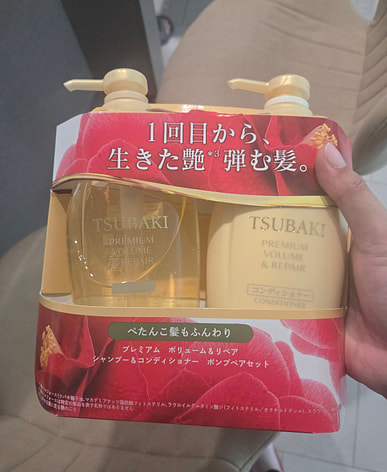 1回目から、
生きた艶*3弾む髪。
TSUBAKI
PREMIUM
VOLUME
& REPAIR
TSUBAKI
PREMIUM
VOLUME
& REPAIR
コンディショナー
CONDITIONER
ぺたんこ髪もふんわり
プレミアム ボリューム&リペア
シャンプー&コンディショナー ポンプペアセット